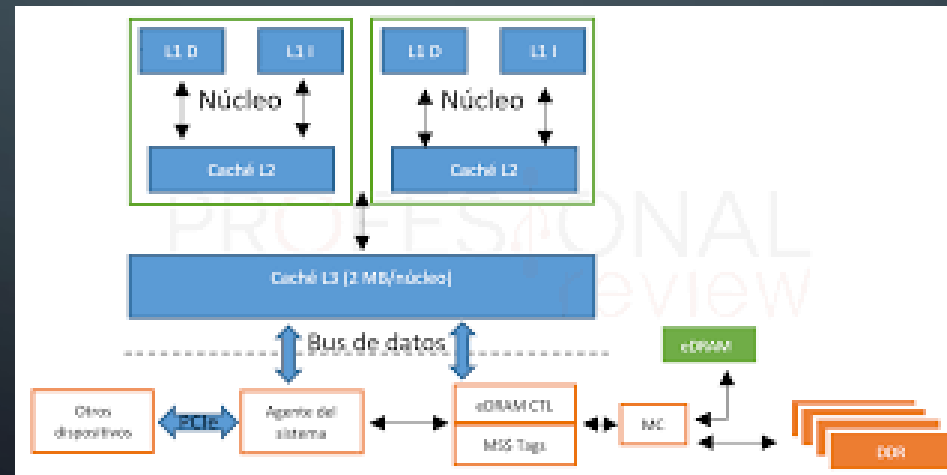 L1 D
L1 I
L1 D
L1 I
Núcleo
Núcleo
Caché L2
Caché L2
PROFESIONAL
review
Caché L3 (2 MB/núcleo)
Bus de datos
eDRAM
Otros
dispositivos
PCIe
Agente del
sistema
eDRAM CTL
MSS Tags
MC
DDR